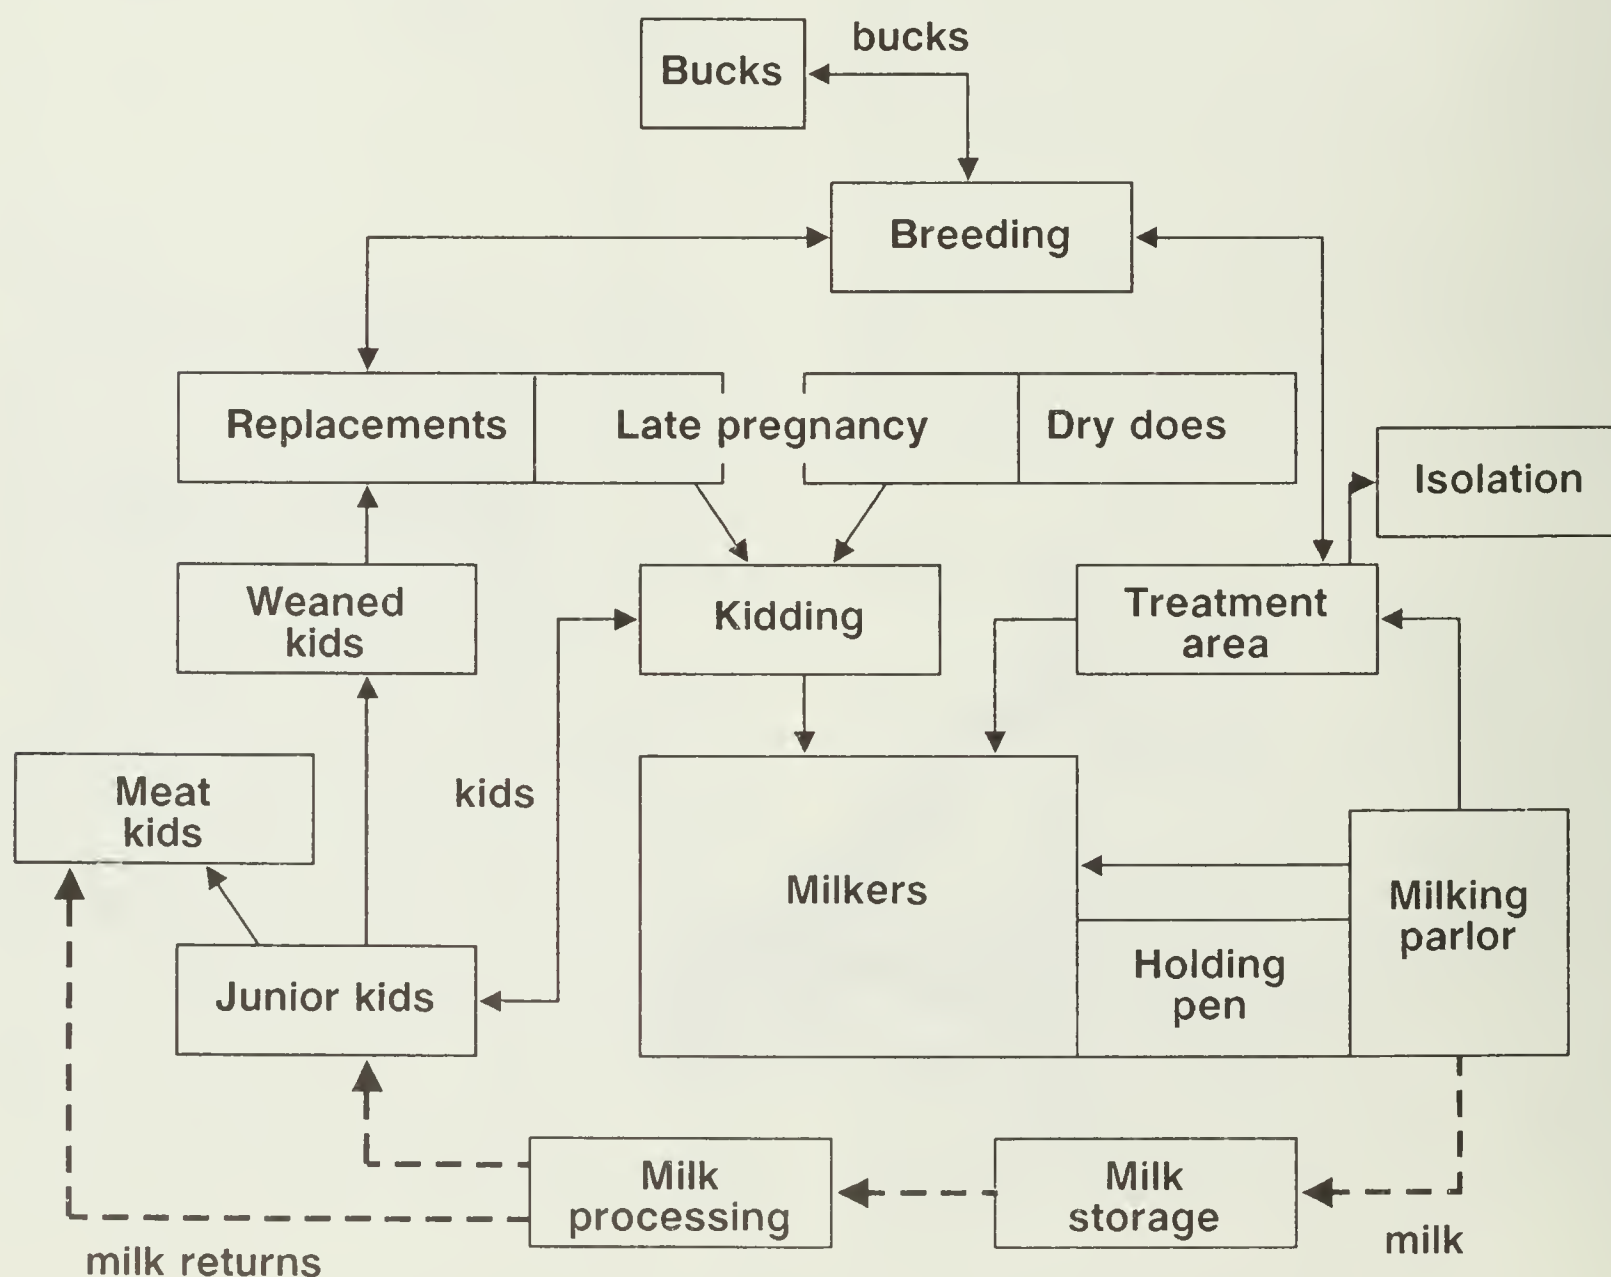 bucks
Bucks
Breeding
Replacements
Late pregnancy
Dry does
Isolation
Weaned
kids
Kidding
Treatment
area
Meat
kids
kids
Milkers
Milking
parlor
Junior kids
Holding
pen
Milk
processing
Milk
storage
milk
milk returns